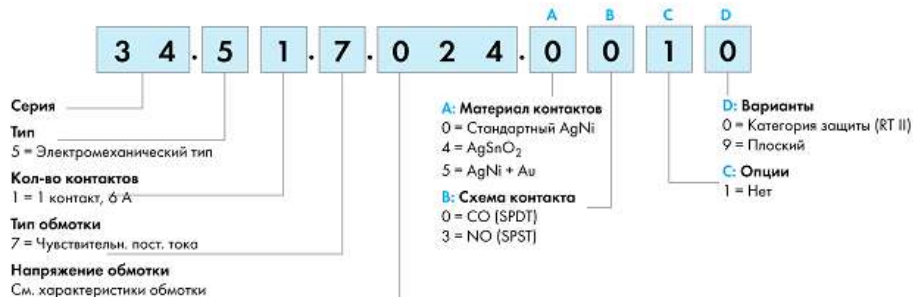 A B C D
3 4 . 5 1 . 7 . 0 2 4 . 0 0 1 0
Серия
Тип
5 = Электромеханический тип
Кол-во контактов
1 = 1 контакт, 6 А
Тип обмотки
7 = Чувствительн. пост. тока
Напряжение обмотки
См. характеристики обмотки
A: Материал контактов
0 = Стандартный AgNi
4 = AgSnO₂
5 = AgNi + Au
B: Схема контакта
0 = CO (SPDT)
3 = NO (SPST)
D: Варианты
0 = Категория защиты (RT II)
9 = Плоский
C: Опции
1 = Нет